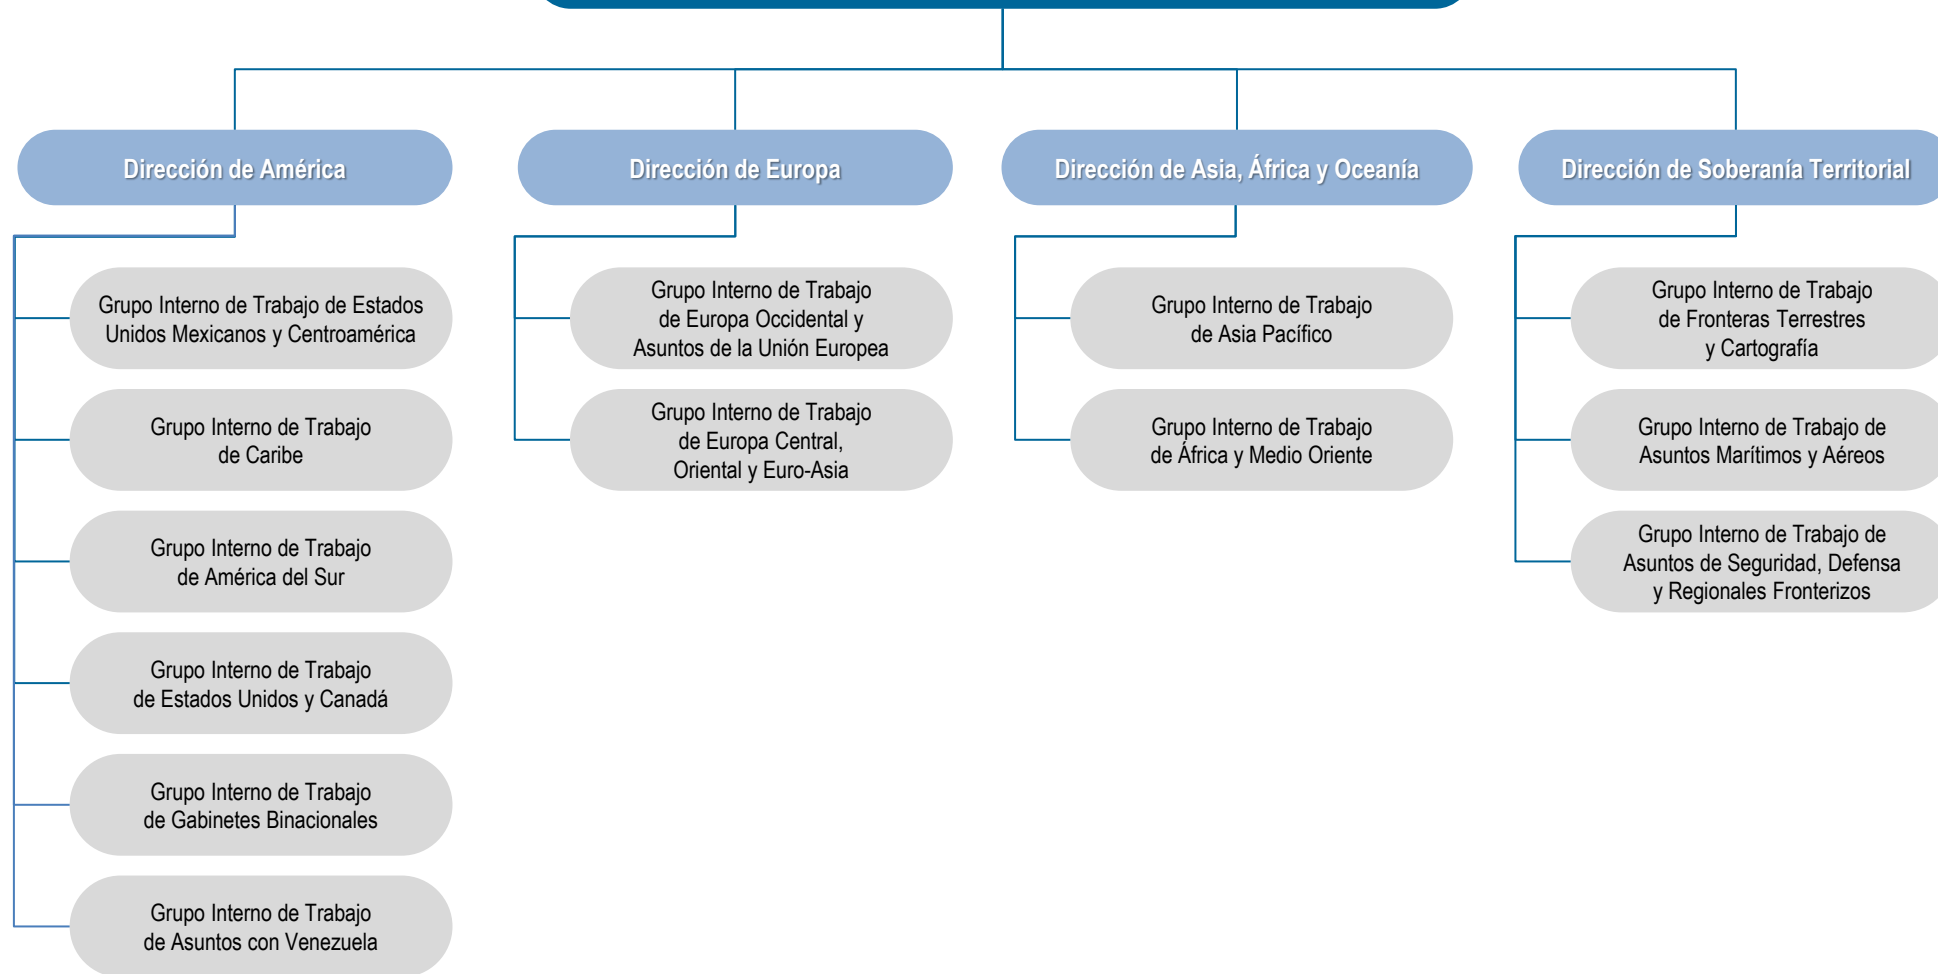 Dirección de América
Dirección de Europa
Dirección de Asia, África y Oceanía
Dirección de Soberanía Territorial
Grupo Interno de Trabajo de Estados
Unidos Mexicanos y Centroamérica
Grupo Interno de Trabajo
de Caribe
Grupo Interno de Trabajo
de América del Sur
Grupo Interno de Trabajo
de Estados Unidos y Canadá
Grupo Interno de Trabajo
de Gabinetes Binacionales
Grupo Interno de Trabajo
de Asuntos con Venezuela
Grupo Interno de Trabajo
de Europa Occidental y
Asuntos de la Unión Europea
Grupo Interno de Trabajo
de Europa Central,
Oriental y Euro-Asia
Grupo Interno de Trabajo
de Asia Pacífico
Grupo Interno de Trabajo
de África y Medio Oriente
Grupo Interno de Trabajo
de Fronteras Terrestres
y Cartografía
Grupo Interno de Trabajo de
Asuntos Marítimos y Aéreos
Grupo Interno de Trabajo de
Asuntos de Seguridad, Defensa
y Regionales Fronterizos